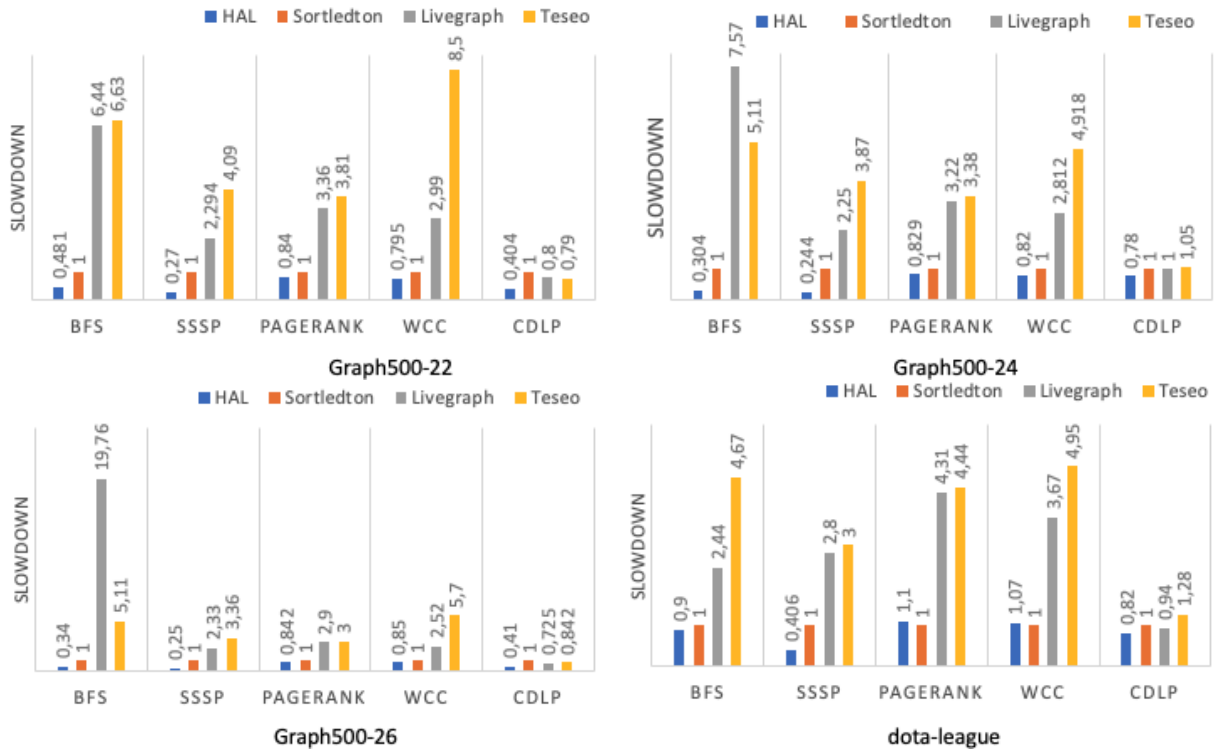 HAL Sortledton Livegraph Teseo
SLOWDOWN
0,481 1 6,44 6,63
0,27 1 2,294 4,09
0,84 1 3,36 3,81
0,795 1 2,99 8,5
0,404 1 0,8 0,79
BFS SSSP PAGERANK WCC CDLP
Graph500-22
HAL Sortledton Livegraph Teseo
SLOWDOWN
0,304 1 7,57 5,11
0,244 1 2,25 3,87
0,829 1 3,22 3,38
0,82 1 2,812 4,918
0,78 1 1 1,05
BFS SSSP PAGERANK WCC CDLP
Graph500-24
HAL Sortledton Livegraph Teseo
SLOWDOWN
0,34 1 19,76 5,11
0,25 1 2,33 3,36
0,842 1 2,9 3
0,85 1 2,52 5,7
0,41 1 0,725 0,842
BFS SSSP PAGERANK WCC CDLP
Graph500-26
HAL Sortledton Livegraph Teseo
SLOWDOWN
0,9 1 2,44 4,67
0,406 1 2,8 3
1,1 1 4,31 4,44
1,07 1 3,67 4,95
0,82 1 0,94 1,28
BFS SSSP PAGERANK WCC CDLP
dota-league